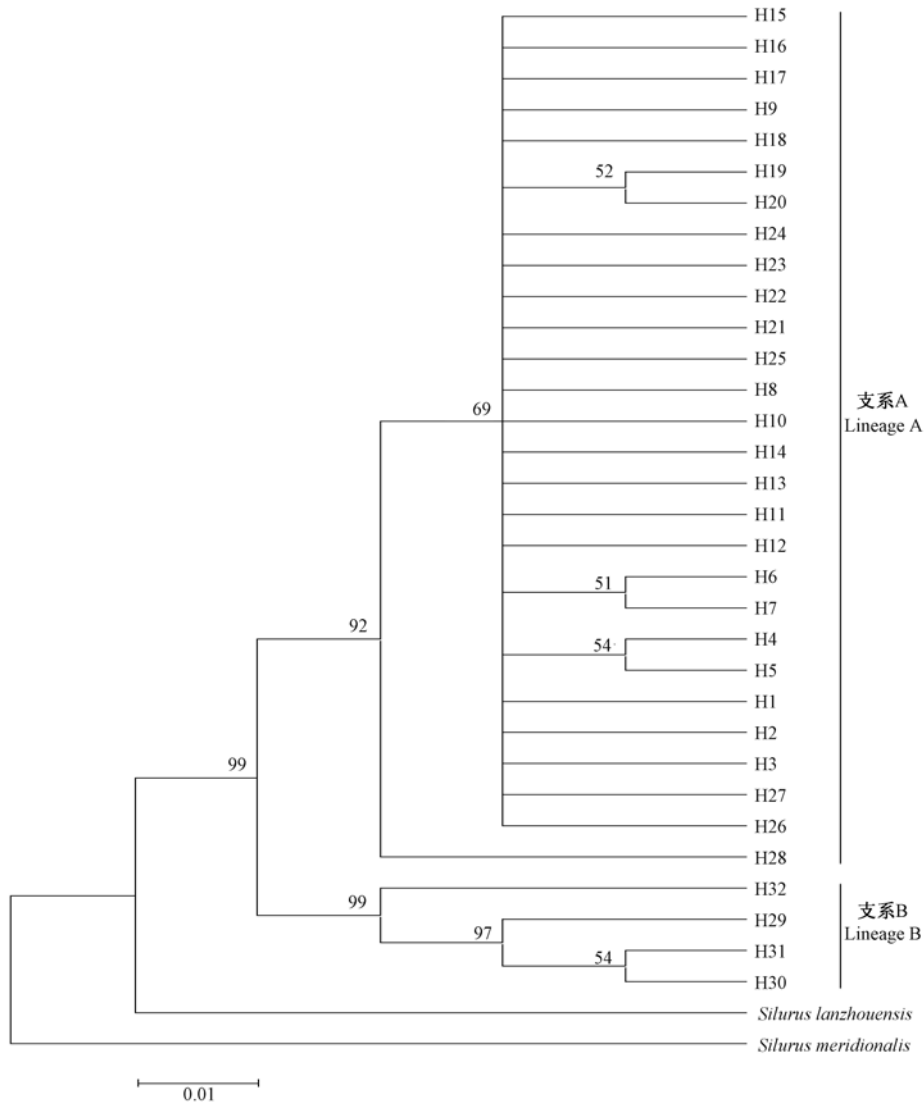 H15
H16
H17
H9
H18
52
H19
H20
H24
H23
H22
H21
H25
H8
69
H10
H14
H13
H11
H12
51
H6
H7
54
H4
H5
H1
H2
H3
H27
H26
92
H28
支系A
Lineage A
99
99
H32
97
H29
54
H31
H30
支系B
Lineage B
Silurus lanzhouensis
Silurus meridionalis
0.01